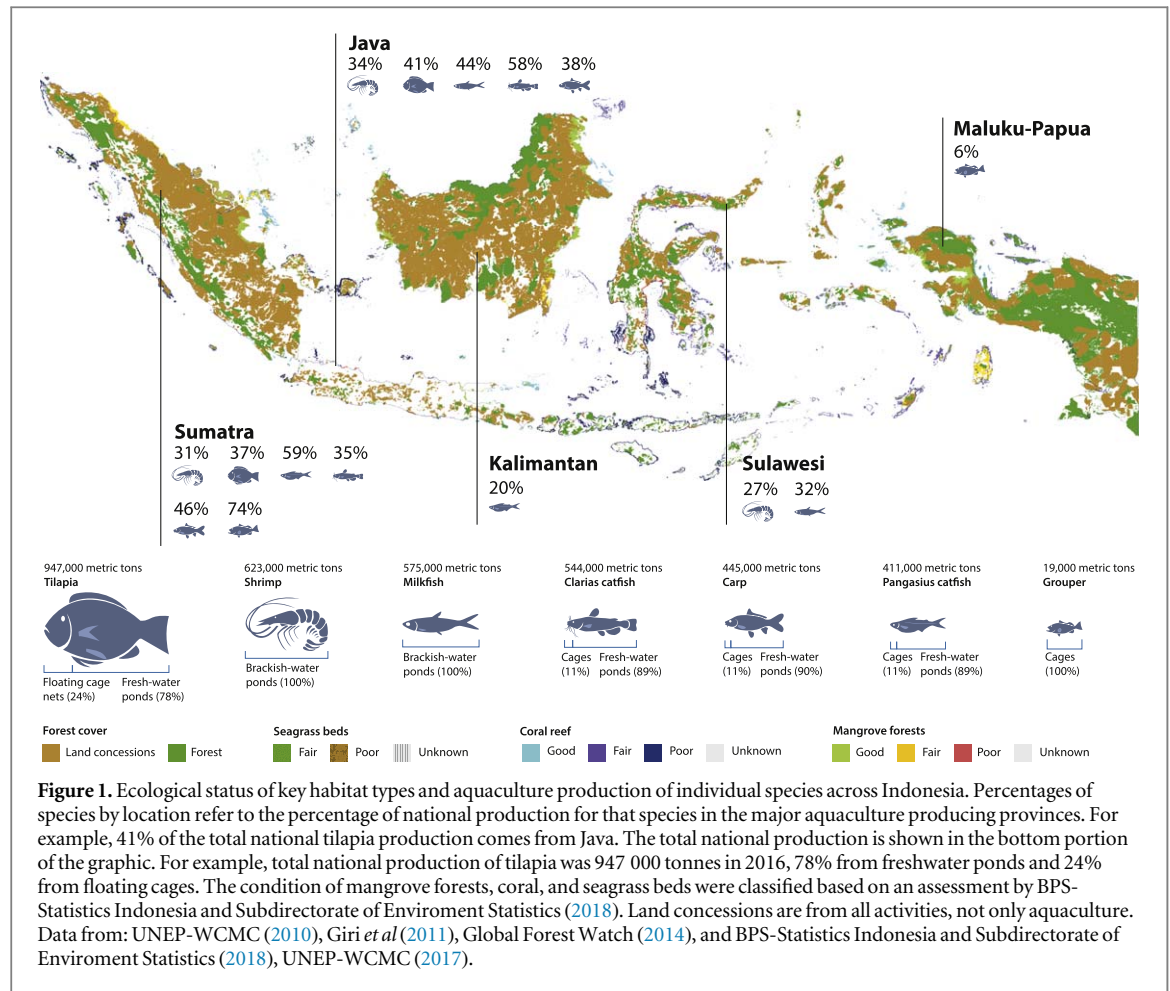 Java
34% 41% 44% 58% 38%
Maluku-Papua
6%
Sumatra
31% 37% 59% 35%
46% 74%
Kalimantan
20%
Sulawesi
27% 32%
947,000 metric tons
Tilapia
Floating cage nets (24%)
Fresh-water ponds (78%)
623,000 metric tons
Shrimp
Brackish-water
ponds (100%)
575,000 metric tons
Milkfish
Brackish-water
ponds (100%)
544,000 metric tons
Clarias catfish
Cages (11%)
Fresh-water ponds (89%)
445,000 metric tons
Carp
Cages (11%)
Fresh-water ponds (90%)
411,000 metric tons
Pangasius catfish
Cages (11%)
Fresh-water ponds (89%)
19,000 metric tons
Grouper
Cages
(100%)
Forest cover
Land concessions Forest
Seagrass beds
Fair Poor Unknown
Coral reef
Good Fair Poor Unknown
Mangrove forests
Good Fair Poor Unknown
Figure 1. Ecological status of key habitat types and aquaculture production of individual species across Indonesia. Percentages of
species by location refer to the percentage of national production for that species in the major aquaculture producing provinces. For
example, 41% of the total national tilapia production comes from Java. The total national production is shown in the bottom portion
of the graphic. For example, total national production of tilapia was 947 000 tonnes in 2016, 78% from freshwater ponds and 24%
from floating cages. The condition of mangrove forests, coral, and seagrass beds were classified based on an assessment by BPS-
Statistics Indonesia and Subdirectorate of Enviroment Statistics (2018). Land concessions are from all activities, not only aquaculture.
Data from: UNEP-WCMC (2010), Giri et al (2011), Global Forest Watch (2014), and BPS-Statistics Indonesia and Subdirectorate of
Enviroment Statistics (2018), UNEP-WCMC (2017).